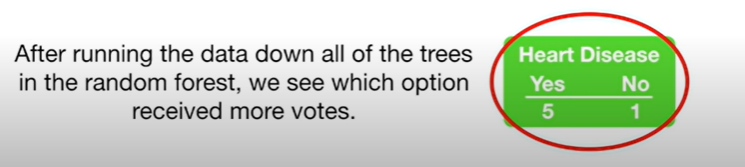 After running the data down all of the trees
in the random forest, we see which option
received more votes.
Heart Disease
Yes No
5 1